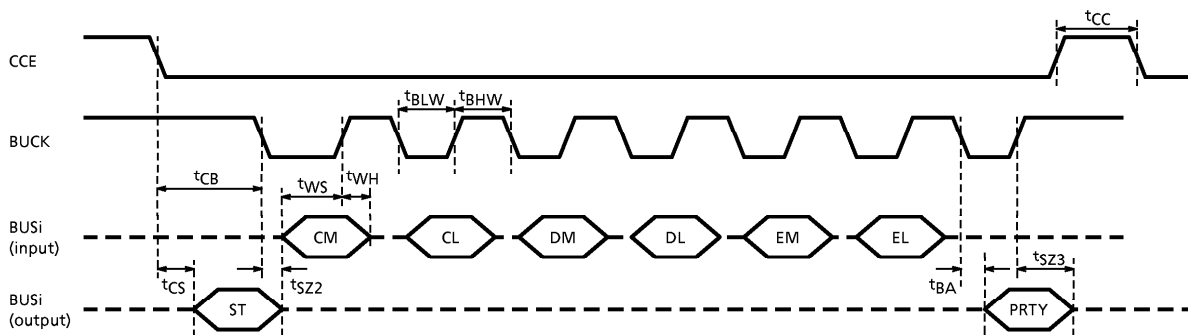 tCC
CCE
tBLW tBHW
BUCK
tCB
tWS tWH
BUSi
(input)
CM CL DM DL EM EL
tCS
tSZ2
tBA
tSZ3
BUSi
(output)
ST
PRTY